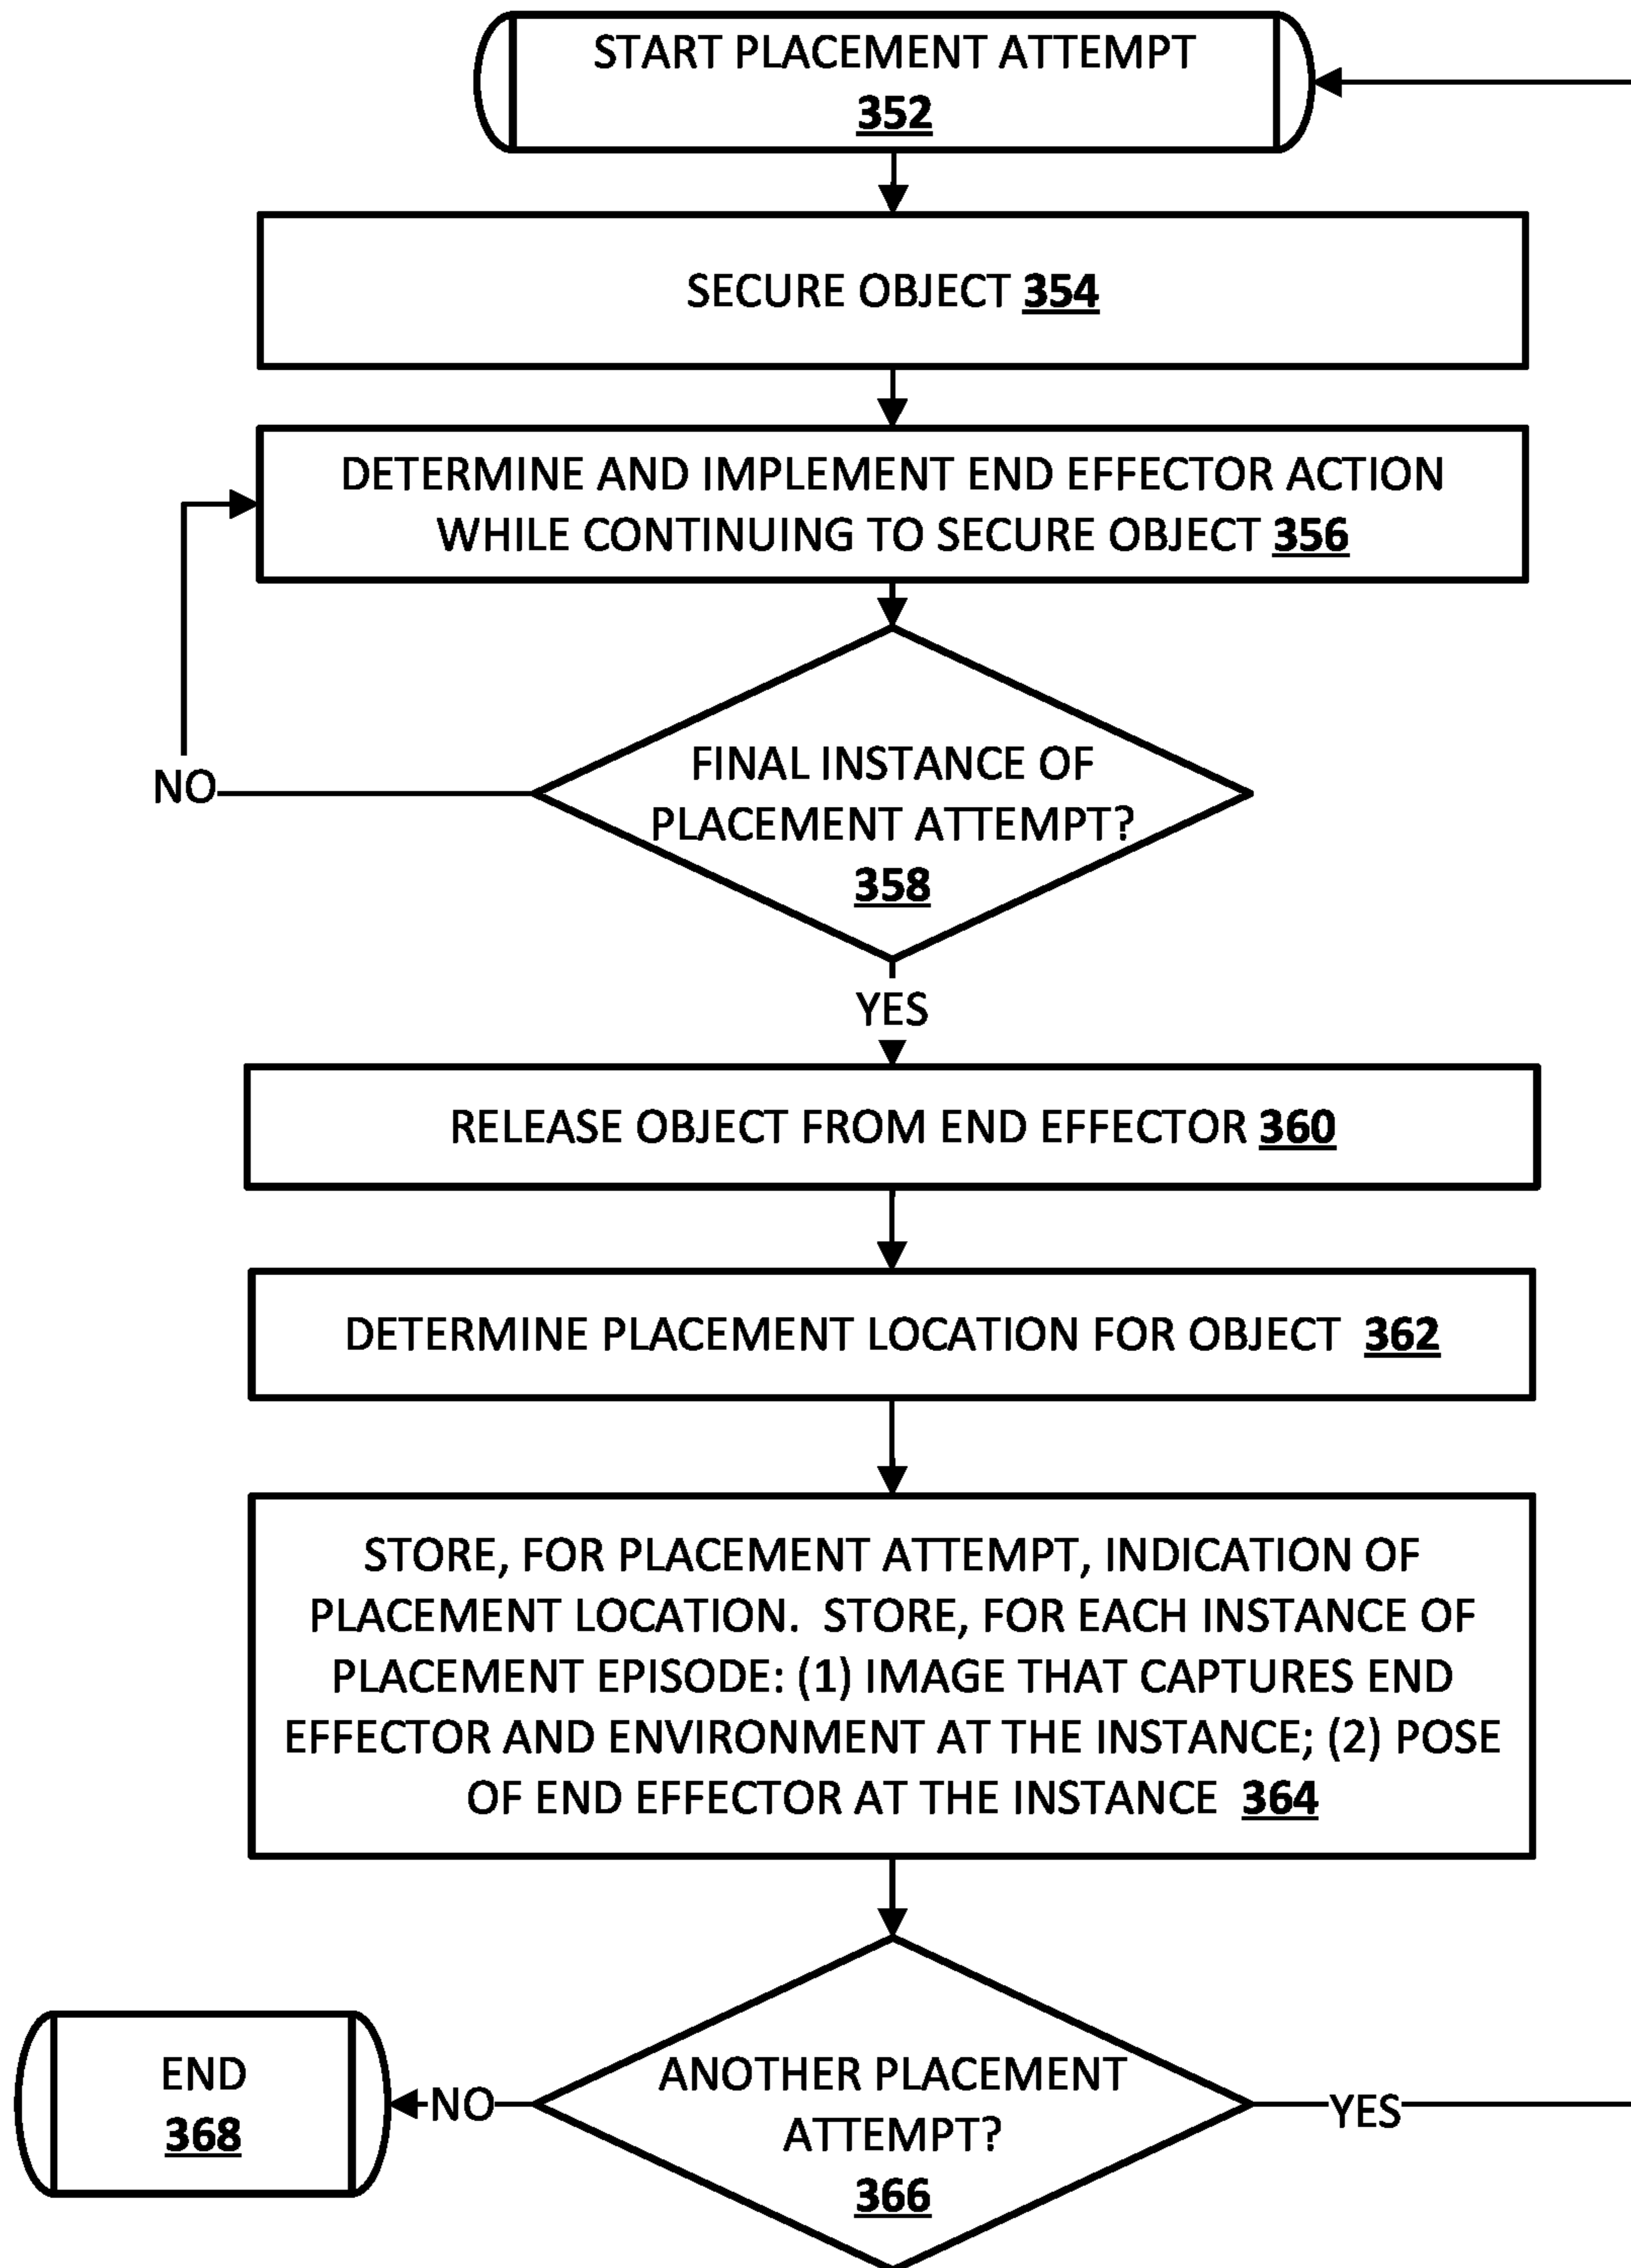 START PLACEMENT ATTEMPT
352
SECURE OBJECT 354
DETERMINE AND IMPLEMENT END EFFECTOR ACTION
WHILE CONTINUING TO SECURE OBJECT 356
FINAL INSTANCE OF
PLACEMENT ATTEMPT?
358
NO
YES
RELEASE OBJECT FROM END EFFECTOR 360
DETERMINE PLACEMENT LOCATION FOR OBJECT 362
STORE, FOR PLACEMENT ATTEMPT, INDICATION OF
PLACEMENT LOCATION. STORE, FOR EACH INSTANCE OF
PLACEMENT EPISODE: (1) IMAGE THAT CAPTURES END
EFFECTOR AND ENVIRONMENT AT THE INSTANCE; (2) POSE
OF END EFFECTOR AT THE INSTANCE 364
ANOTHER PLACEMENT
ATTEMPT?
366
NO
YES
END
368